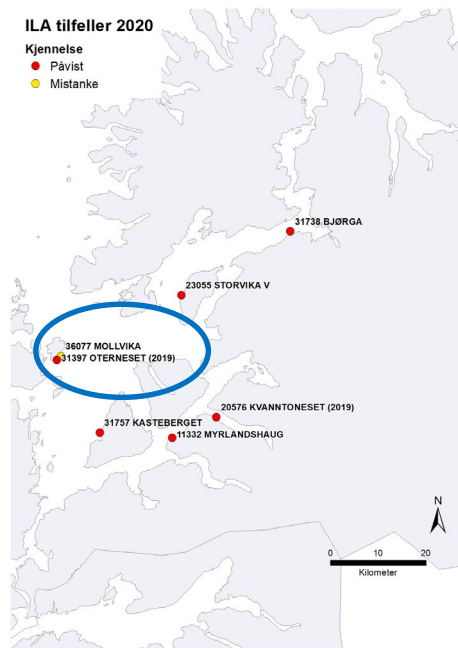 ILA tilfeller 2020
Kjennelse
Påvist
Mistanke
31738 BJØRGA
23055 STORVIKA V
36077 MOLLVIKA
31397 OTERNESET (2019)
20576 KVANNTONESET (2019)
31757 KASTEBERGET
11332 MYRLANDSHAUG
N
0 10 20
Kilometer